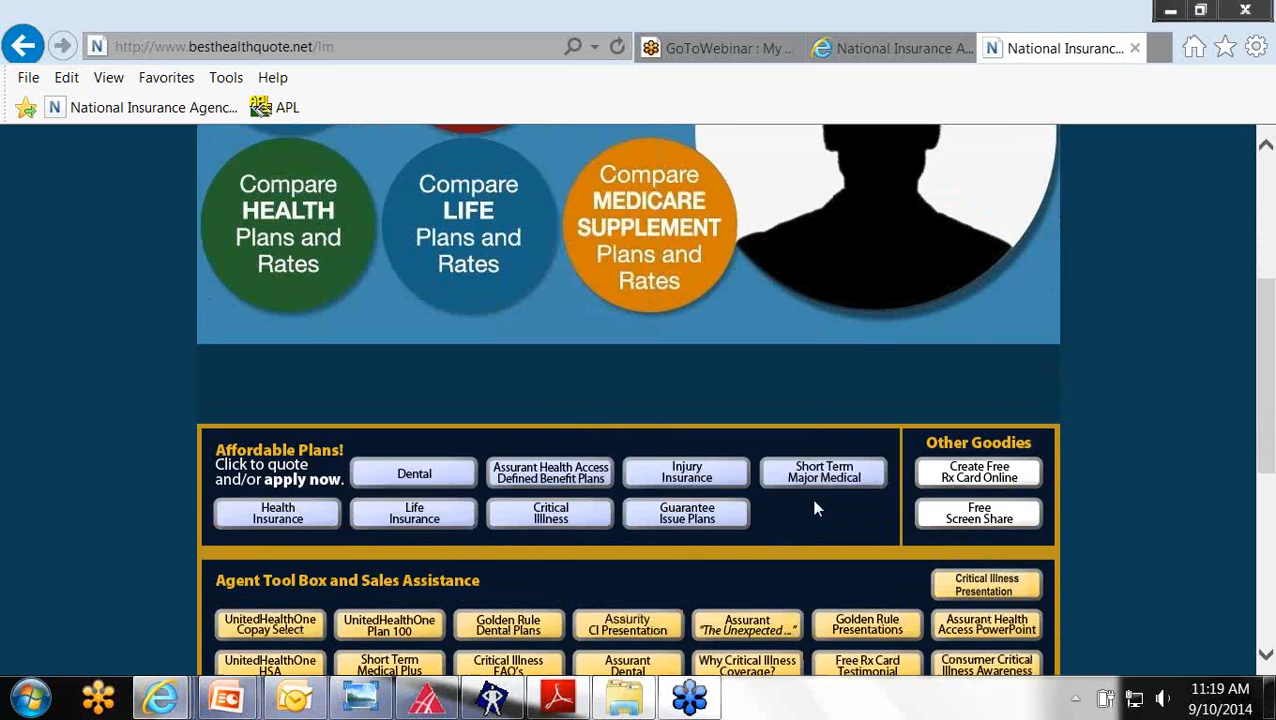 http://www.besthealthquote.net/lm
GoToWebinar : My ...
National Insurance A...
National Insuranc...
File Edit View Favorites Tools Help
National Insurance Agenc...
APL
Compare
HEALTH
Plans and
Rates
Compare
LIFE
Plans and
Rates
Compare
MEDICARE
SUPPLEMENT
Plans and
Rates
Affordable Plans!
Click to quote
and/or apply now.
Dental
Assurant Health Access
Defined Benefit Plans
Injury
Insurance
Short Term
Major Medical
Health
Insurance
Life
Insurance
Critical
Illlness
Guarantee
Issue Plans
Other Goodies
Create Free
Rx Card Online
Free
Screen Share
Agent Tool Box and Sales Assistance
Critical Illness
Presentation
UnitedHealthOne
Copay Select
UnitedHealthOne
Plan 100
Golden Rule
Dental Plans
Assurity
CI Presentation
Assurant
"The Unexpected ..."
Golden Rule
Presentations
Assurant Health
Access PowerPoint
UnitedHealthOne
HSA
Short Term
Medical Plus
Critical Illness
FAQ's
Assurant
Dental
Why Critical Illness
Coverage?
Free Rx Card
Testimonial
Consumer Critical
Illness Awareness
11:19 AM
9/10/2014